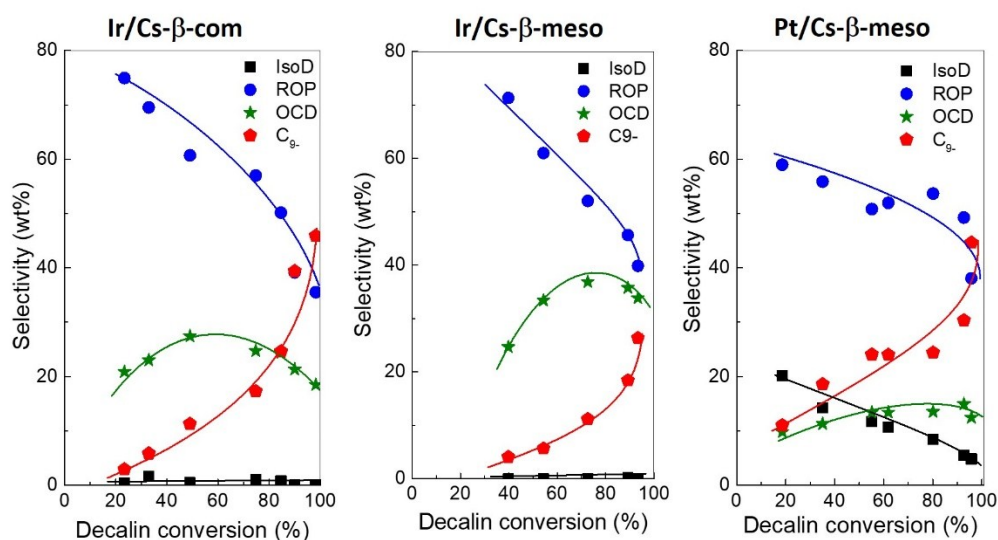 Ir/Cs-β-com
80
60
40
20
0
Selectivity (wt%)
IsoD
ROP
OCD
C9-
0 20 40 60 80 100
Decalin conversion (%)
Ir/Cs-β-meso
80
60
40
20
0
Selectivity (wt%)
IsoD
ROP
OCD
C9-
0 20 40 60 80 100
Decalin conversion (%)
Pt/Cs-β-meso
80
60
40
20
0
Selectivity (wt%)
IsoD
ROP
OCD
C9-
0 20 40 60 80 100
Decalin conversion (%)